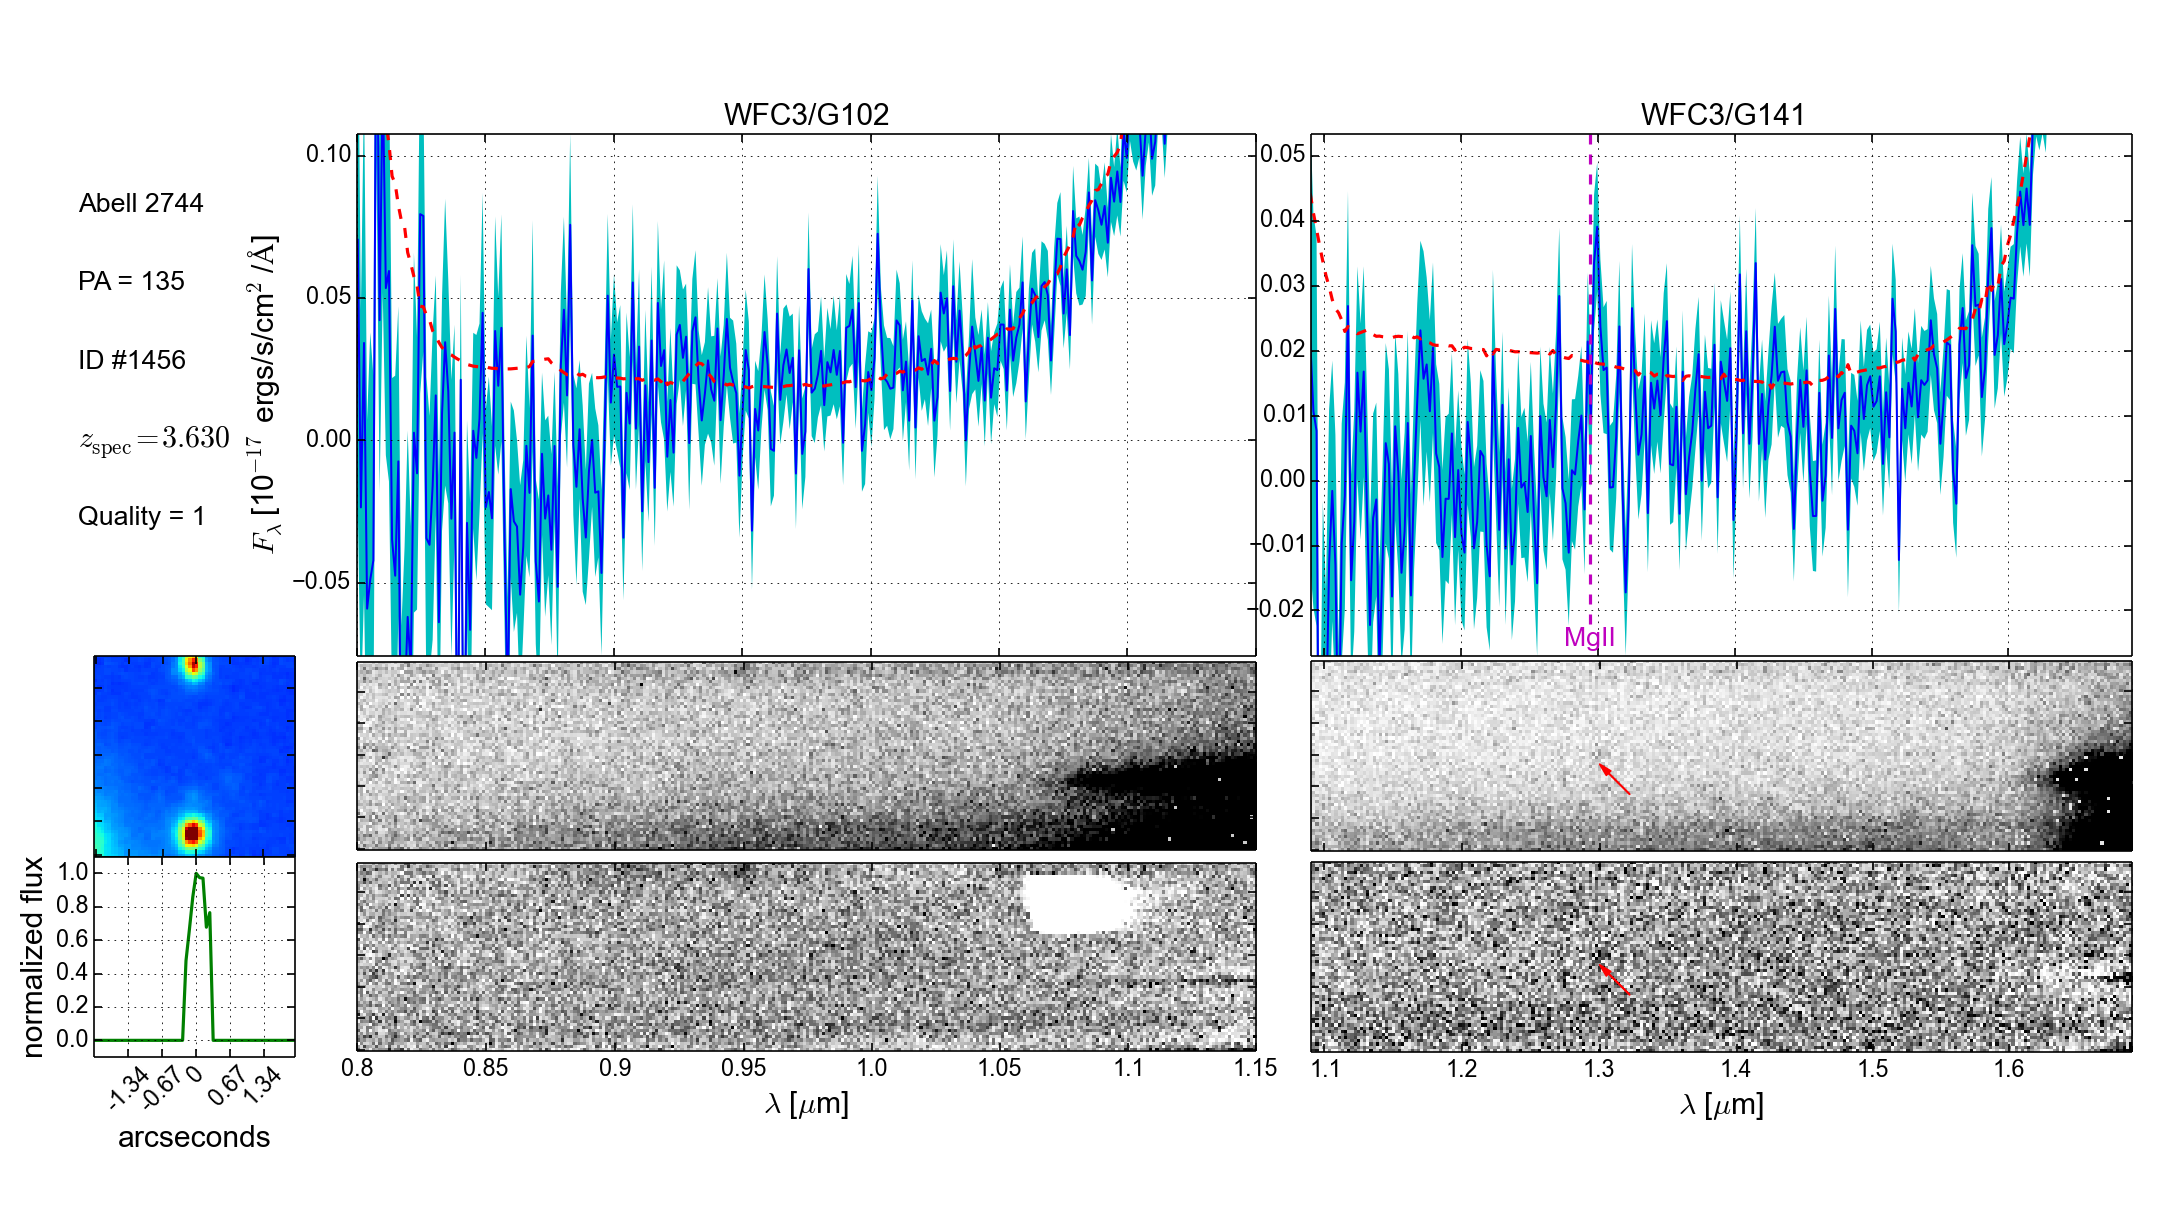 WFC3/G102
WFC3/G141
Abell 2744
PA = 135
ID #1456
z_spec = 3.630
Quality = 1
F_λ [10^−17 ergs/s/cm^2 /Å]
0.10
0.05
0.00
−0.05
0.05
0.04
0.03
0.02
0.01
0.00
−0.01
−0.02
MgII
normalized flux
1.0
0.8
0.6
0.4
0.2
0.0
-1.34 -0.67 0 0.67 1.34
arcseconds
0.8 0.85 0.9 0.95 1.0 1.05 1.1 1.15
λ [μm]
1.1 1.2 1.3 1.4 1.5 1.6
λ [μm]